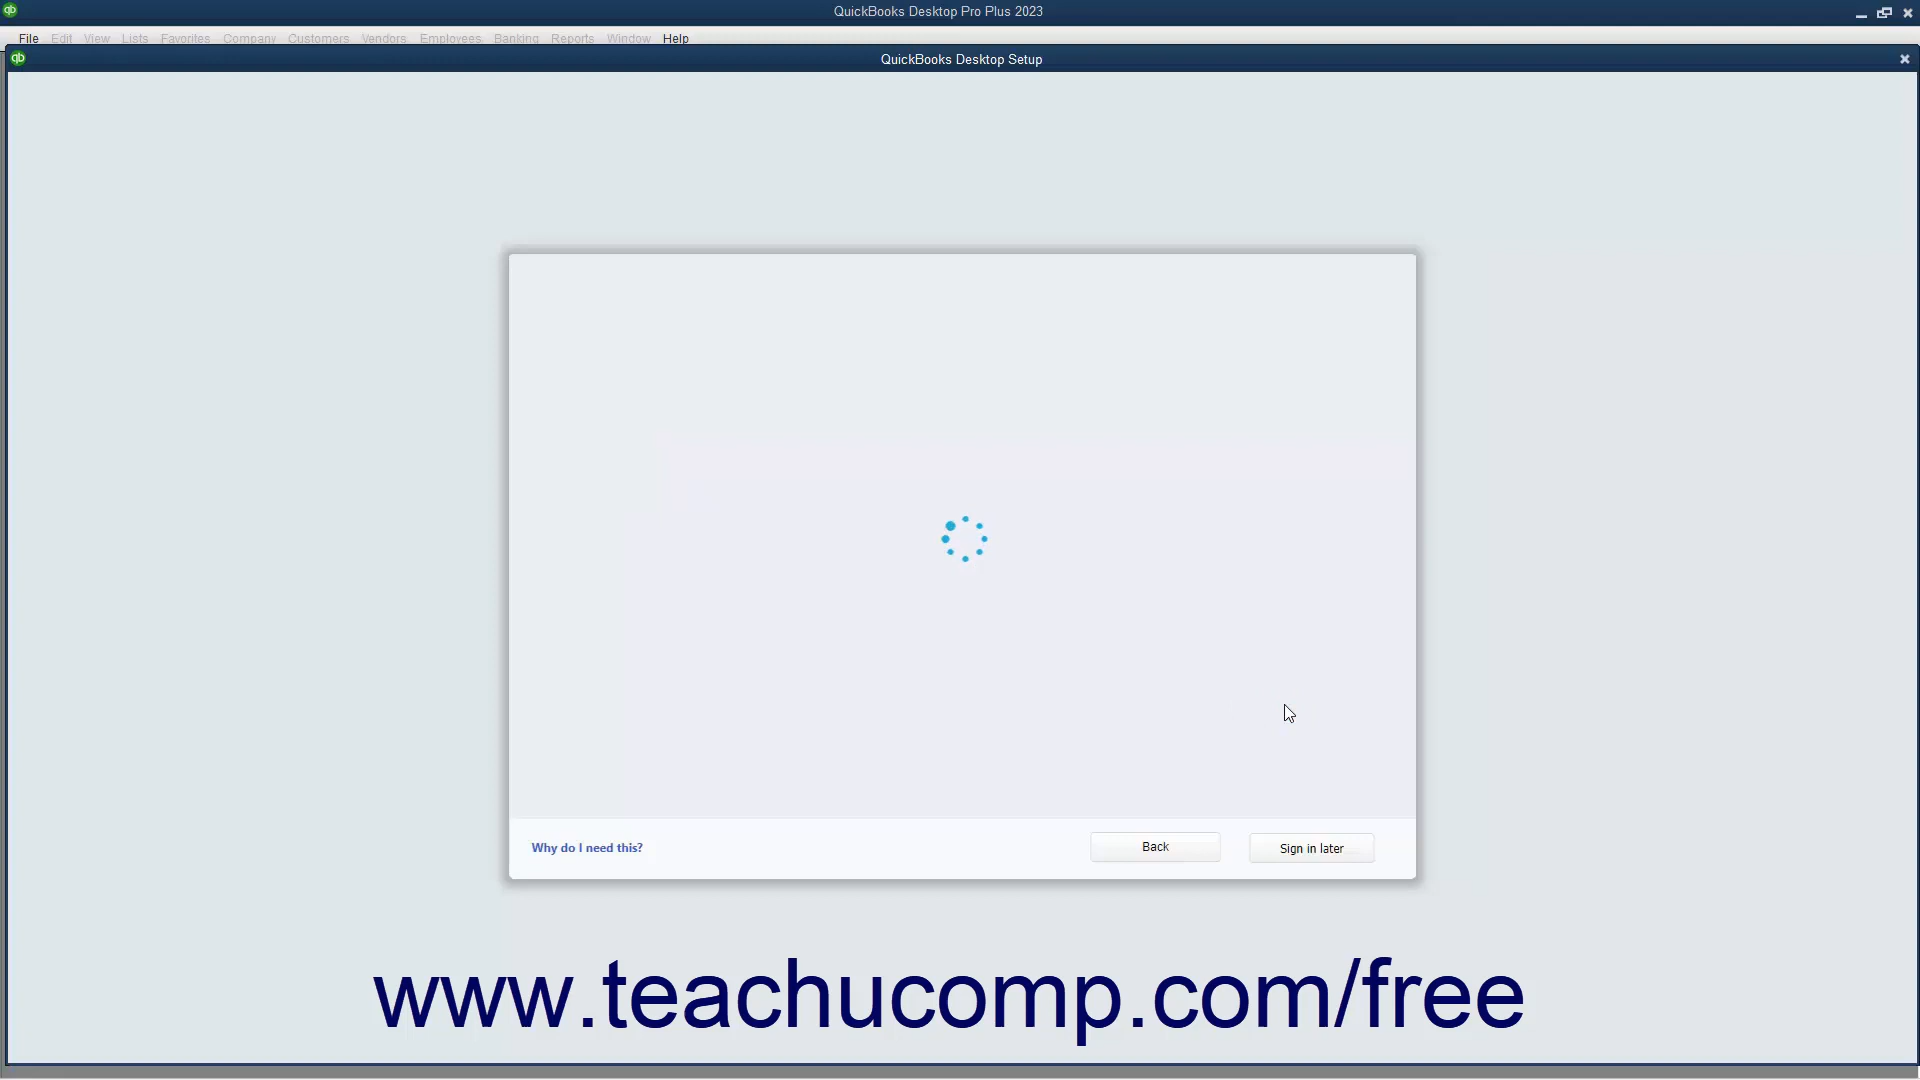 QuickBooks Desktop Pro Plus 2023
File Edit View Lists Favorites Company Customers Vendors Employees Banking Reports Window Help
qb QuickBooks Desktop Setup
Why do I need this? Back Sign in later
www.teachucomp.com/free